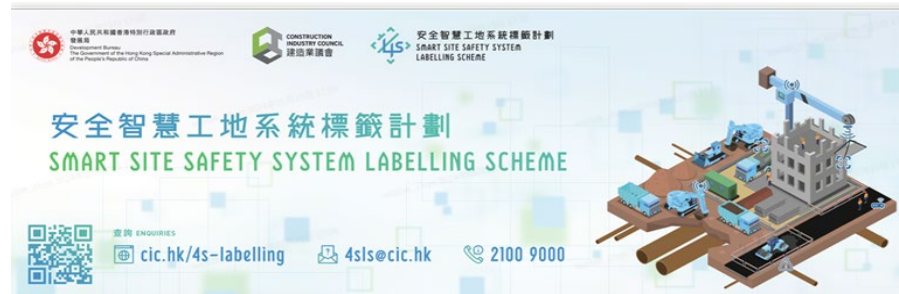 中華人民共和國香港特別行政區政府
發展局
Development Bureau
The Government of the Hong Kong Special Administrative Region
of the People's Republic of China
CONSTRUCTION
INDUSTRY COUNCIL
建造業議會
4S
安全智慧工地系統標籤計劃
SMART SITE SAFETY SYSTEM
LABELLING SCHEME
安全智慧工地系統標籤計劃
SMART SITE SAFETY SYSTEM LABELLING SCHEME
查詢 ENQUIRIES
cic.hk/4s-labelling 4sls@cic.hk 2100 9000